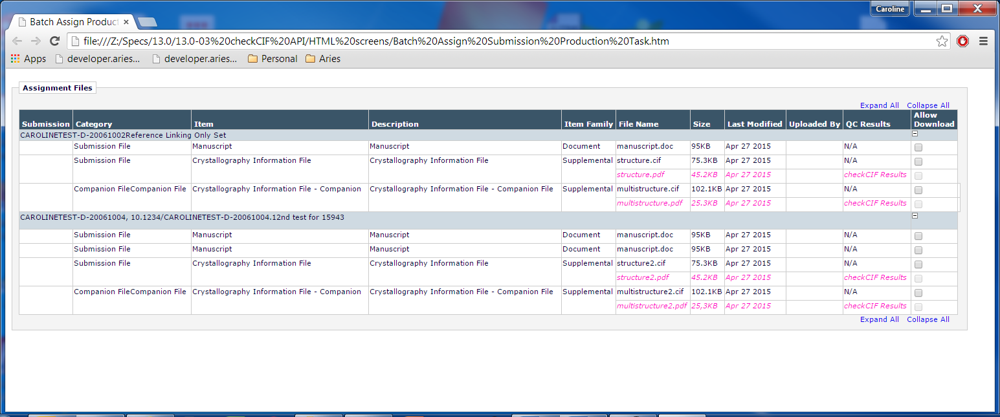 Caroline
Batch Assign Product
file:///Z:/Specs/13.0/13.0-03%20checkCIF%20API/HTML%20screens/Batch%20Assign%20Submission%20Production%20Task.htm
Apps developer.aries... developer.aries... Personal Aries
Assignment Files
Expand All Collapse All
Submission Category Item Description Item Family File Name Size Last Modified Uploaded By QC Results Allow Download
CAROLINETEST-D-20061002Reference Linking Only Set
Submission File Manuscript Manuscript Document manuscript.doc 95KB Apr 27 2015 N/A
Submission File Crystallography Information File Crystallography Information File Supplemental structure.cif 75.3KB Apr 27 2015 N/A
structure.pdf 45.2KB Apr 27 2015 checkCIF Results
Companion FileCompanion File Crystallography Information File - Companion Crystallography Information File - Companion File Supplemental multistructure.cif 102.1KB Apr 27 2015 N/A
multistructure.pdf 25.3KB Apr 27 2015 checkCIF Results
CAROLINETEST-D-20061004, 10.1234/CAROLINETEST-D-20061004.12nd test for 15943
Submission File Manuscript Manuscript Document manuscript.doc 95KB Apr 27 2015 N/A
Submission File Manuscript Manuscript Document manuscript.doc 95KB Apr 27 2015 N/A
Submission File Crystallography Information File Crystallography Information File Supplemental structure2.cif 75.3KB Apr 27 2015 N/A
structure2.pdf 45.2KB Apr 27 2015 checkCIF Results
Companion FileCompanion File Crystallography Information File - Companion Crystallography Information File - Companion File Supplemental multistructure2.cif 102.1KB Apr 27 2015 N/A
multistructure2.pdf 25,3KB Apr 27 2015 checkCIF Results
Expand All Collapse All